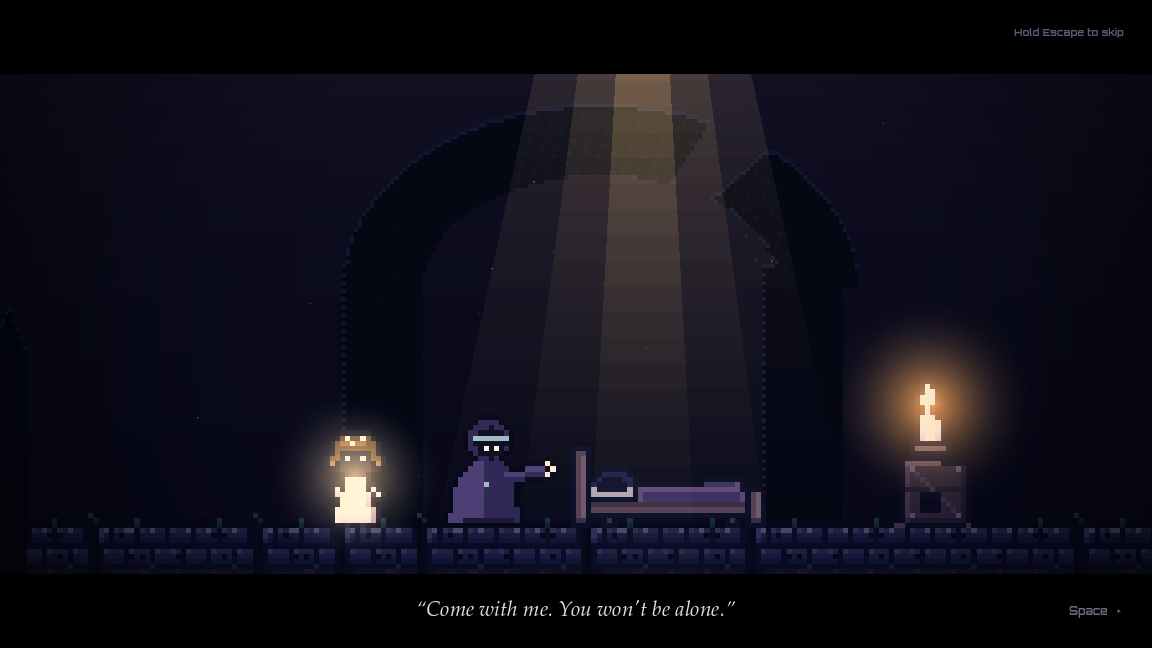 Hold Escape to skip
“Come with me. You won't be alone.”
Space ▸